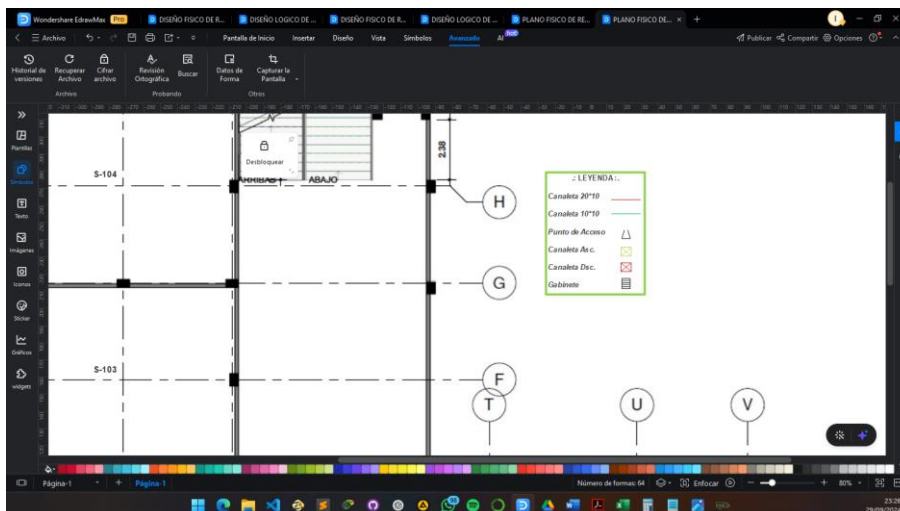 Wondershare EdrawMax Pro
DISEÑO FISICO DE R...
DISEÑO LOGICO DE ...
DISEÑO FISICO DE R...
DISEÑO LOGICO DE ...
PLANO FISICO DE RE...
PLANO FISICO DE...
Archivo
Pantalla de Inicio
Insertar
Diseño
Vista
Símbolos
Avanzado
AI
hot
Publicar
Compartir
Opciones
Historial de versiones
Recuperar Archivo
Cifrar archivo
Revisión Ortográfica
Buscar
Datos de Forma
Capturar la Pantalla
Archivo
Probando
Otros
Plantillas
Símbolos
Texto
Imágenes
Iconos
Sticker
Gráficos
widgets
Desbloquear
ARRIBA
ABAJO
2.38
S-104
H
G
S-103
F
T
U
V
.: LEYENDA:.
Canaleta 20*10
Canaleta 10*10
Punto de Acceso
Canaleta Asc.
Canaleta Dsc.
Gabinete
Página-1
Página-1
Número de formas: 64
Enfocar
80%
23:28